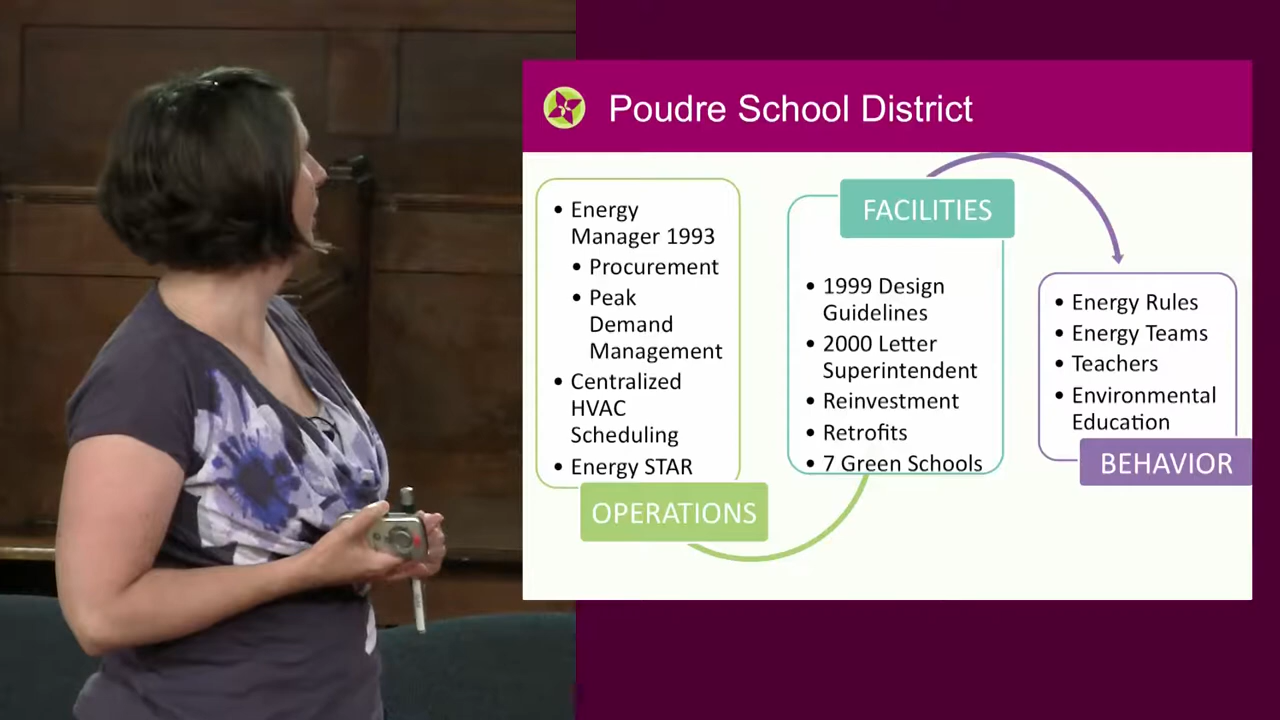 Poudre School District
• Energy
Manager 1993
• Procurement
• Peak
Demand
Management
• Centralized
HVAC
Scheduling
• Energy STAR
OPERATIONS
FACILITIES
• 1999 Design
Guidelines
• 2000 Letter
Superintendent
• Reinvestment
• Retrofits
• 7 Green Schools
• Energy Rules
• Energy Teams
• Teachers
• Environmental
Education
BEHAVIOR